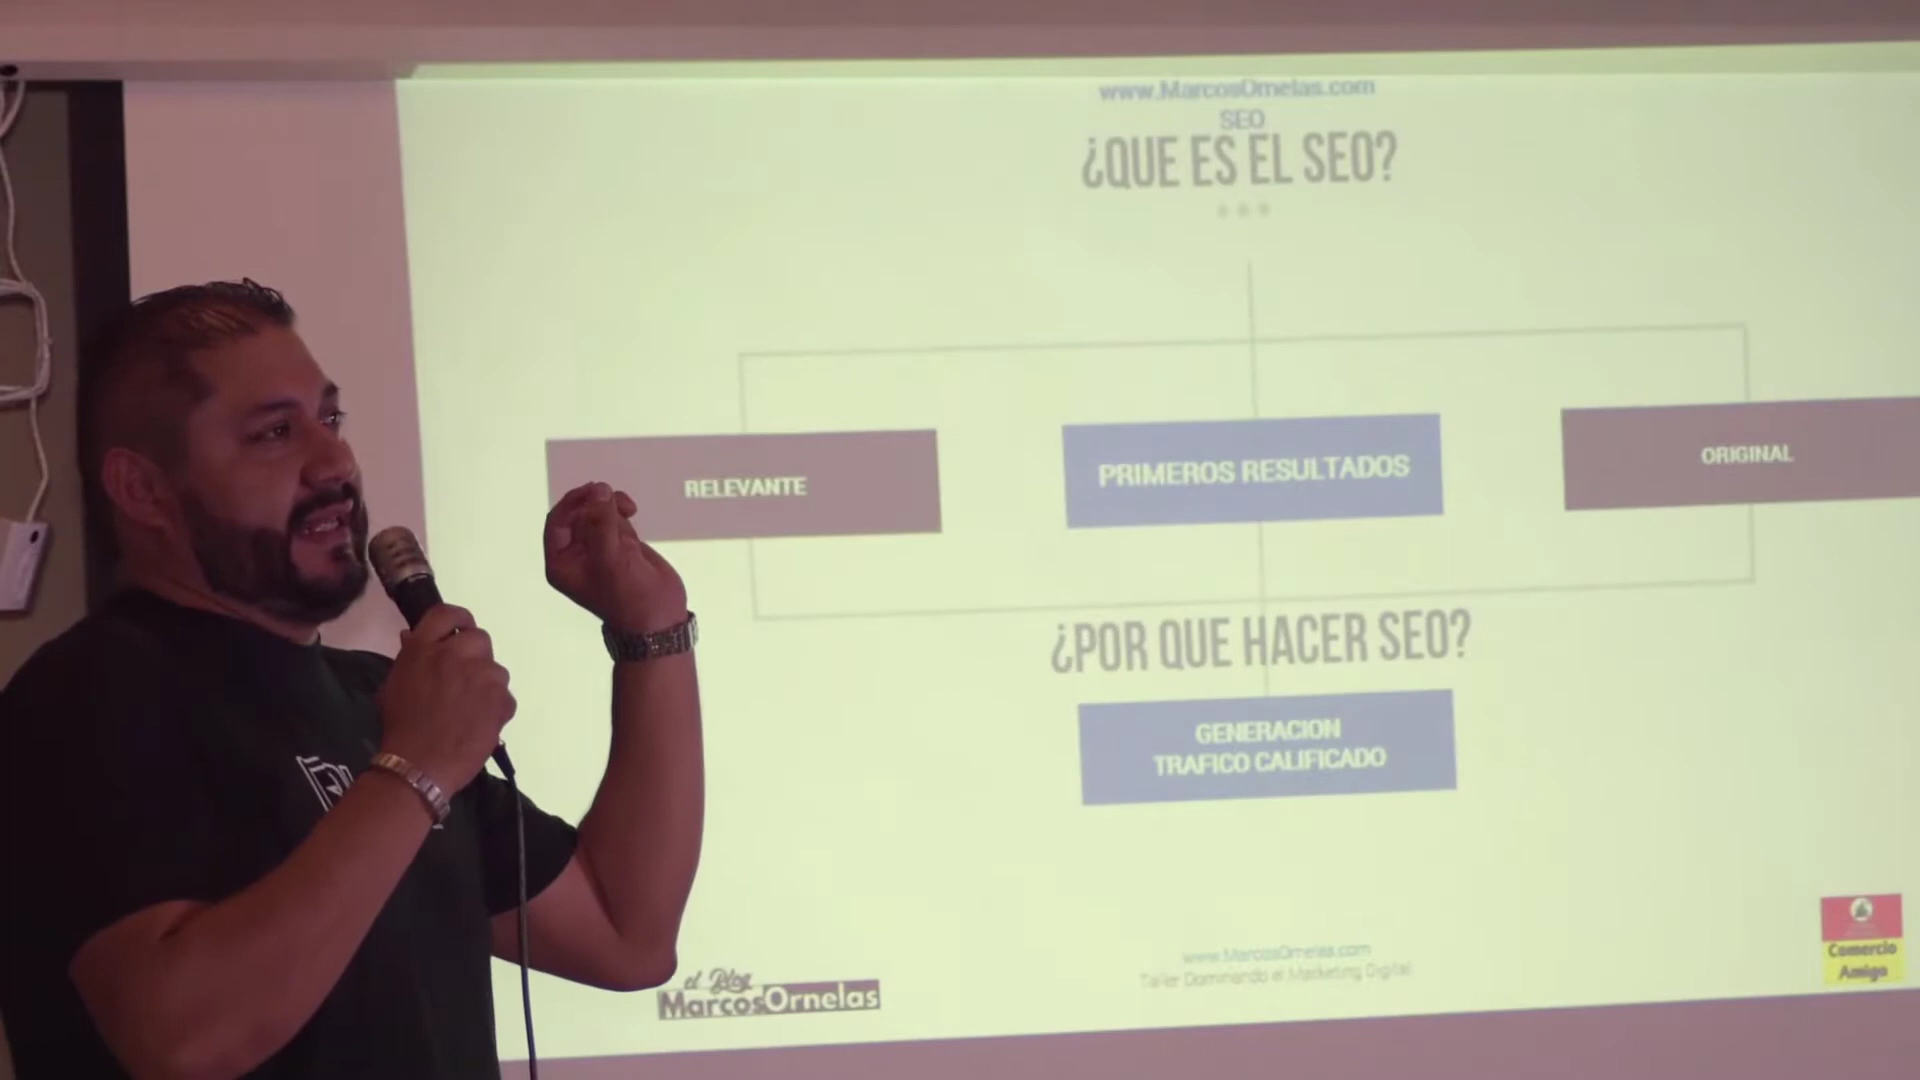 www.MarcosOrnelas.com
SEO
¿QUE ES EL SEO?
RELEVANTE
PRIMEROS RESULTADOS
ORIGINAL
¿POR QUE HACER SEO?
GENERACION
TRAFICO CALIFICADO
el Blog
MarcosOrnelas
www.MarcosOrnelas.com
Taller Dominando el Marketing Digital
Comercio
Amigo